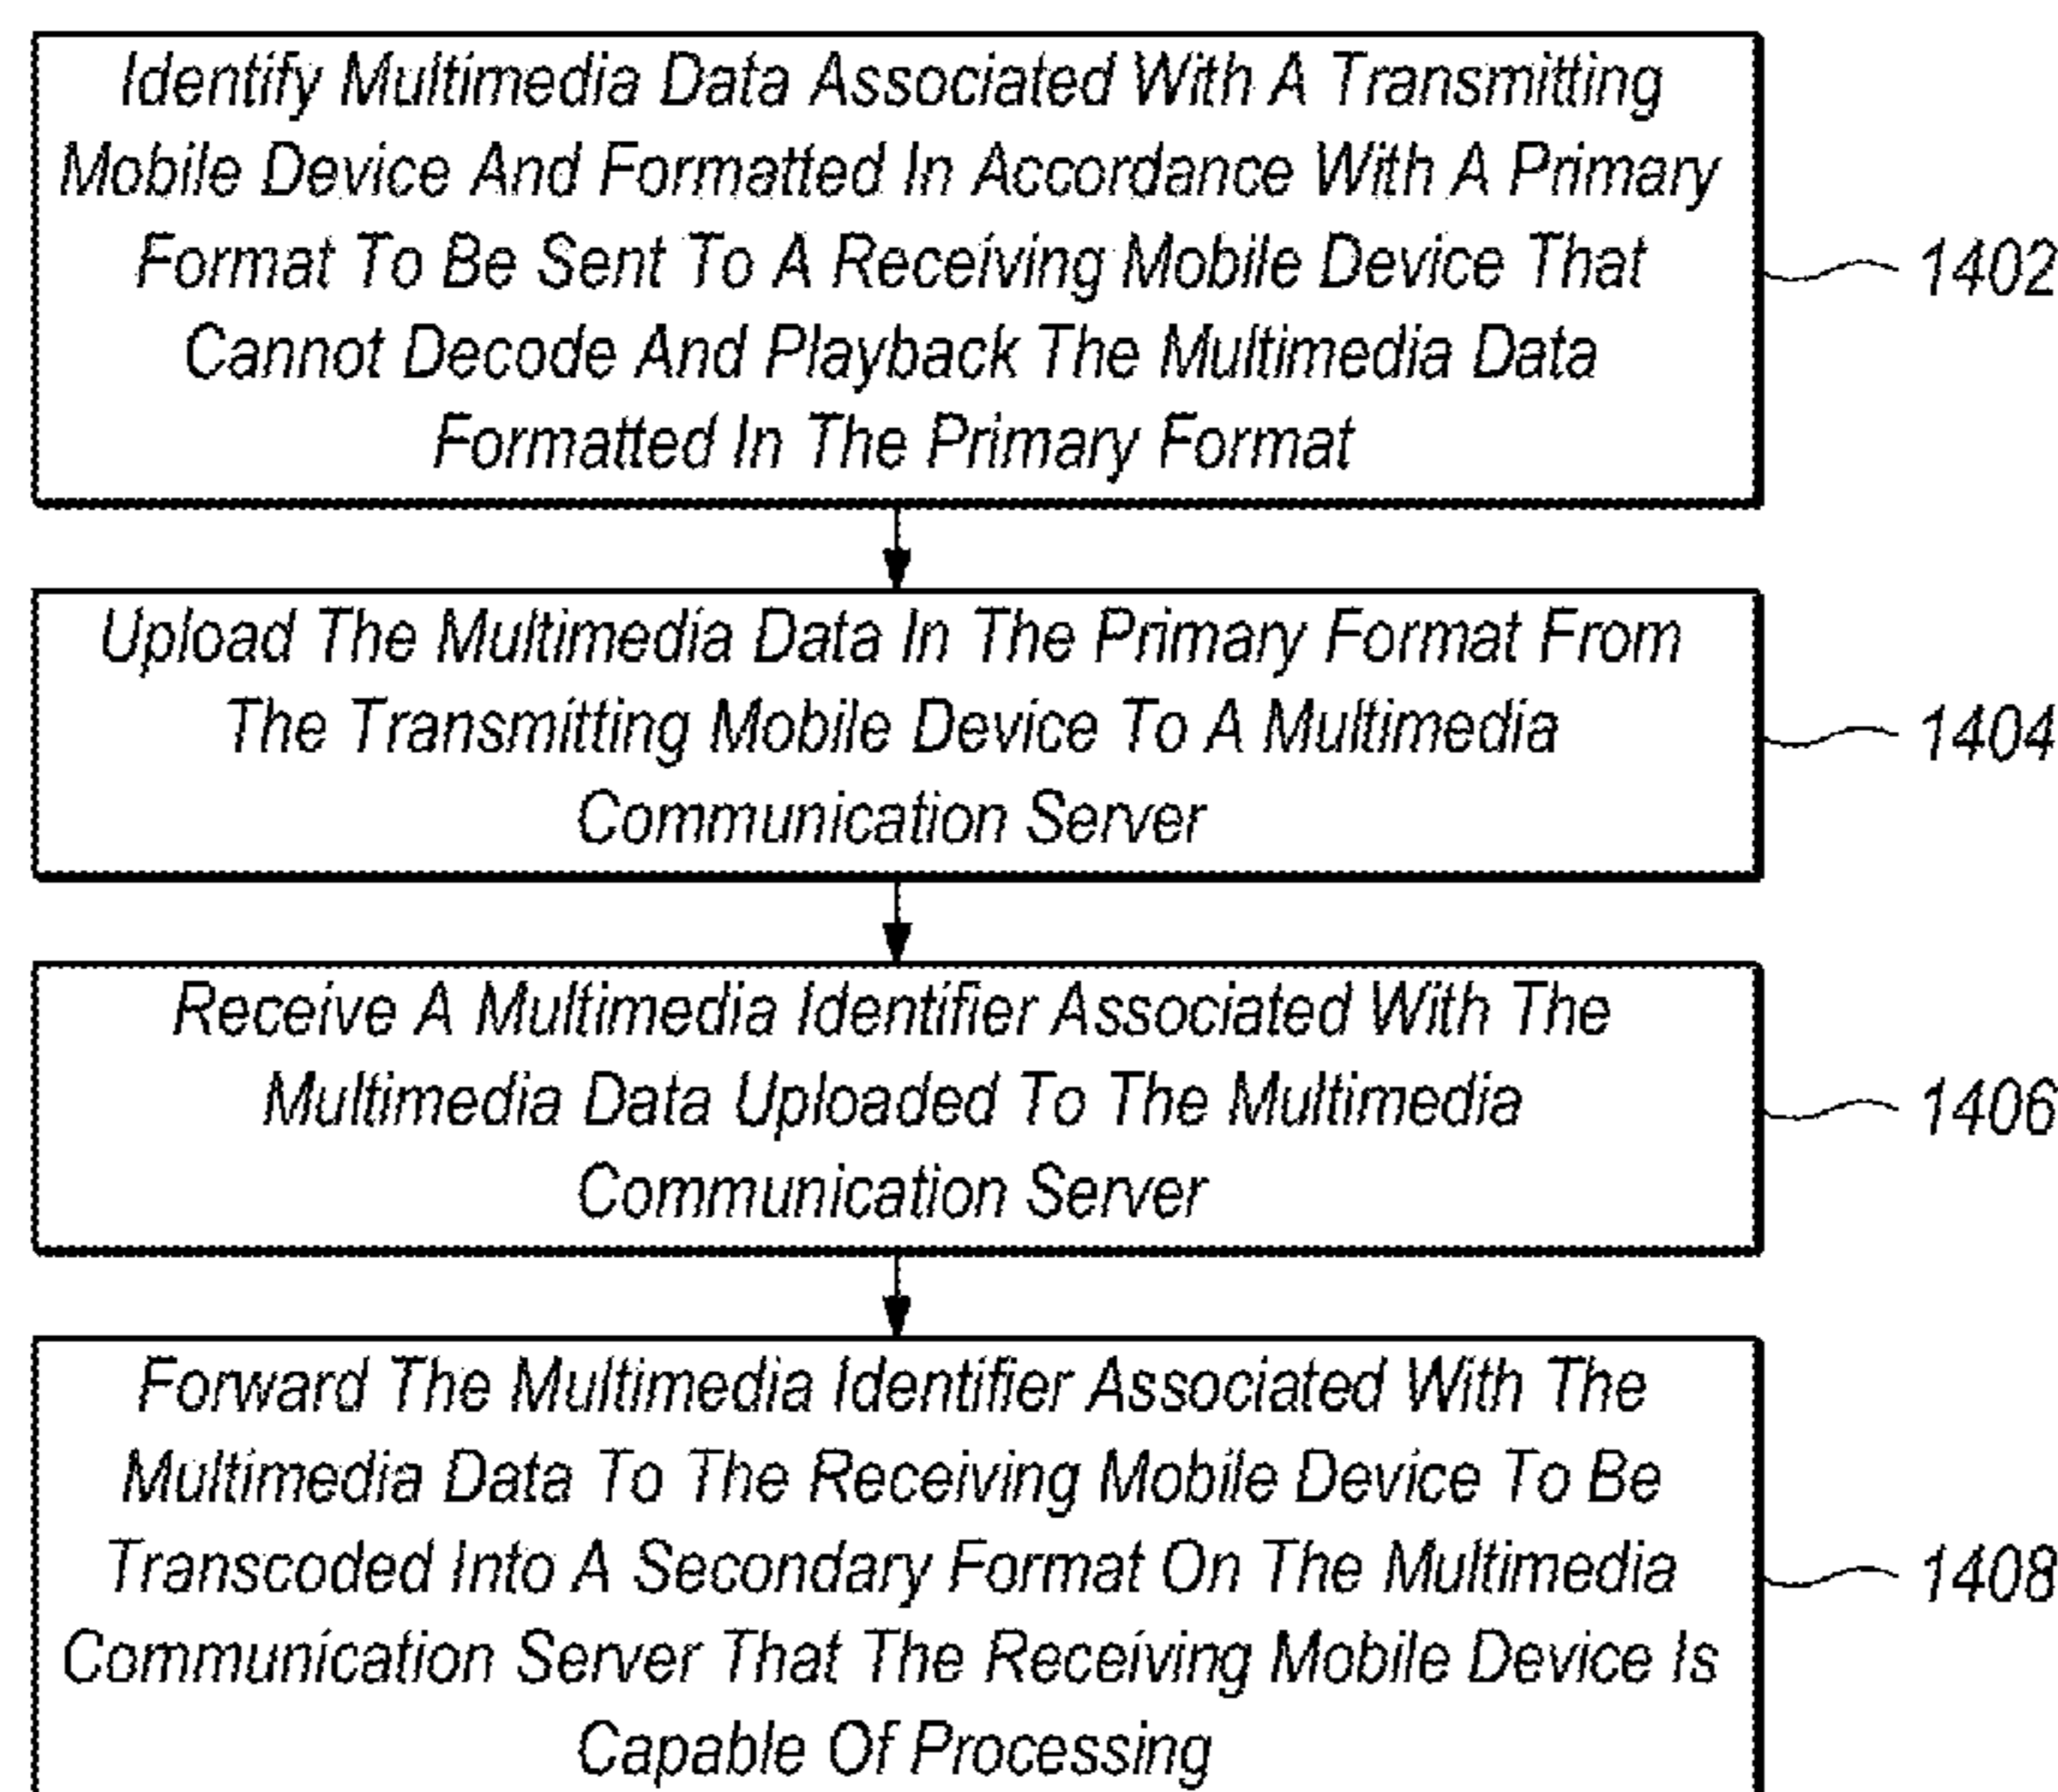 Identify Multimedia Data Associated With A Transmitting
Mobile Device And Formatted In Accordance With A Primary
Format To Be Sent To A Receiving Mobile Device That
Cannot Decode And Playback The Multimedia Data
Formatted In The Primary Format
1402
Upload The Multimedia Data In The Primary Format From
The Transmitting Mobile Device To A Multimedia
Communication Server
1404
Receive A Multimedia Identifier Associated With The
Multimedia Data Uploaded To The Multimedia
Communication Server
1406
Forward The Multimedia Identifier Associated With The
Multimedia Data To The Receiving Mobile Device To Be
Transcoded Into A Secondary Format On The Multimedia
Communication Server That The Receiving Mobile Device Is
Capable Of Processing
1408